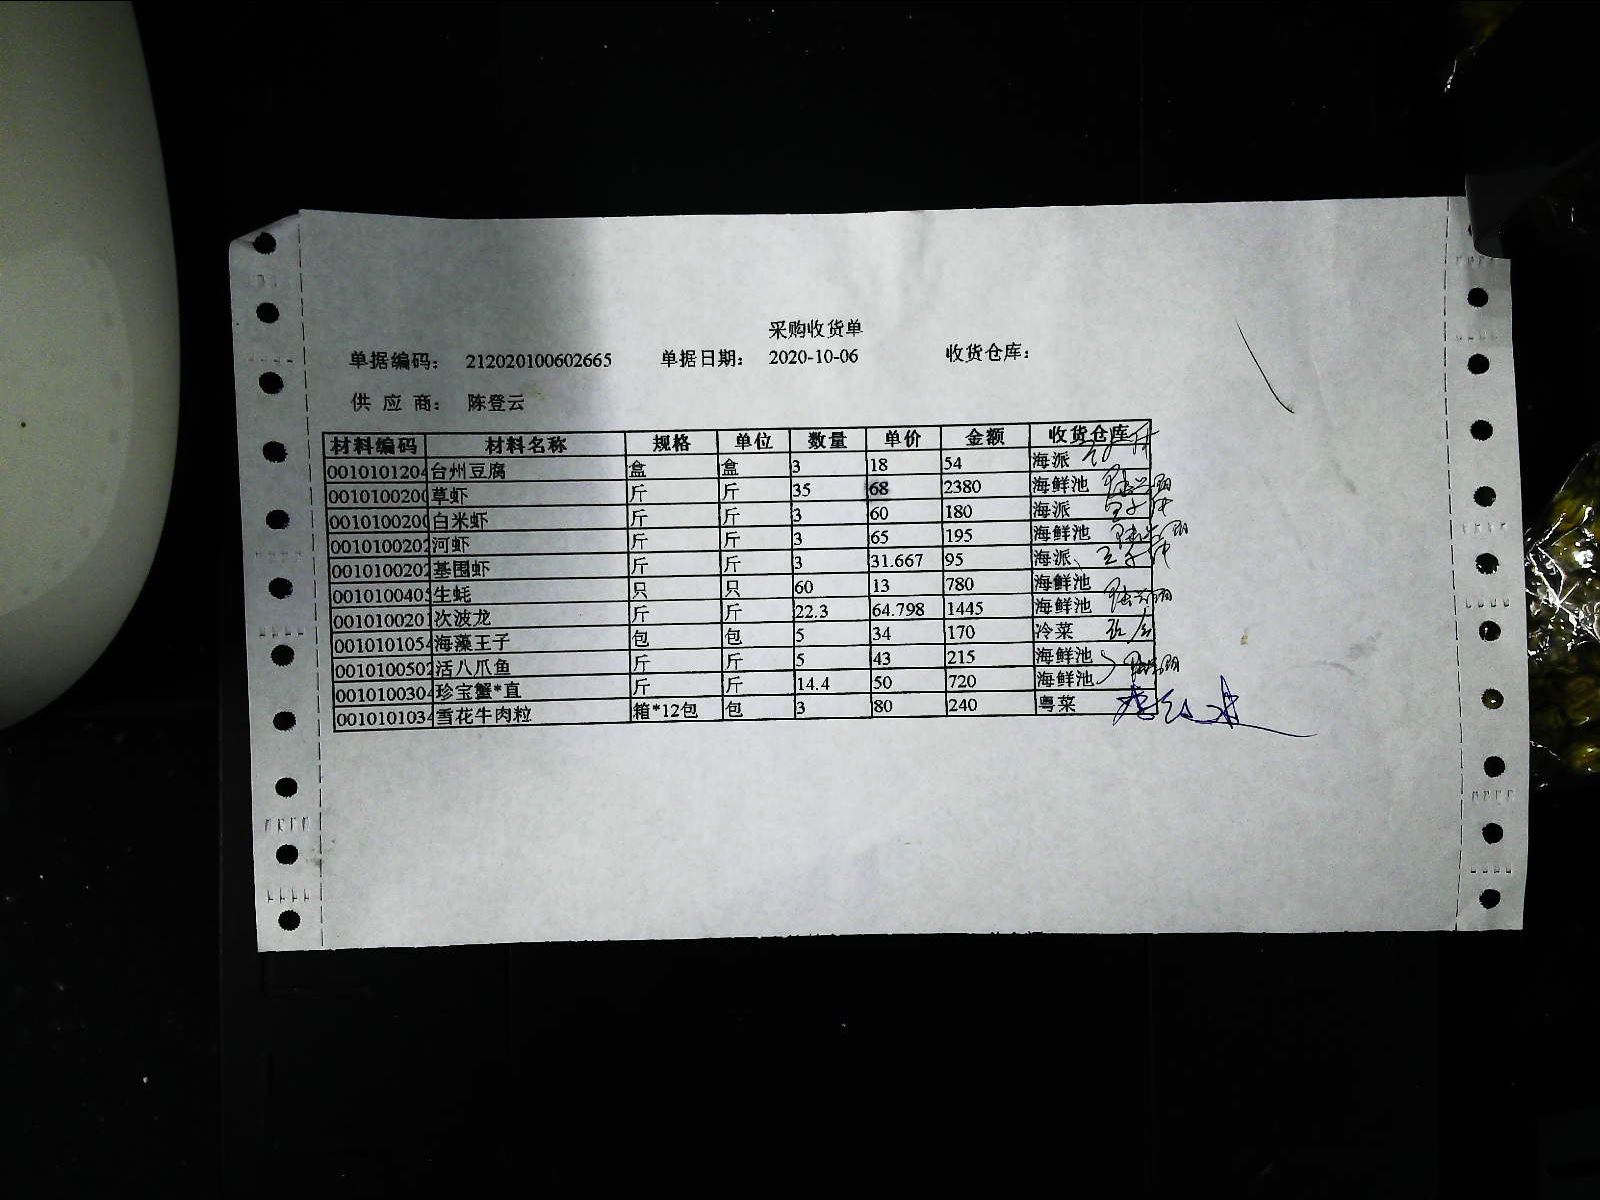 采购收货单
单据编码： 212020100602665 单据日期： 2020-10-06 收货仓库：
供 应 商： 陈登云
材料编码 材料名称 规格 单位 数量 单价 金额 收货仓库
0010101204 台州豆腐 盒 盒 3 18 54 海派
001010020 草虾 斤 斤 35 68 2380 海鲜池
001010020 白米虾 斤 斤 3 60 180 海派
001010020 河虾 斤 斤 3 65 195 海鲜池
001010020 基围虾 斤 斤 3 31.667 95 海派
001010040 生蚝 只 只 60 13 780 海鲜池
001010020 次波龙 斤 斤 22.3 64.798 1445 海鲜池
0010101054 海藻王子 包 包 5 34 170 冷菜
001010050 活八爪鱼 斤 斤 5 43 215 海鲜池
0010100304 珍宝蟹*直 斤 斤 14.4 50 720 海鲜池
0010101034 雪花牛肉粒 箱*12包 包 3 80 240 粤菜